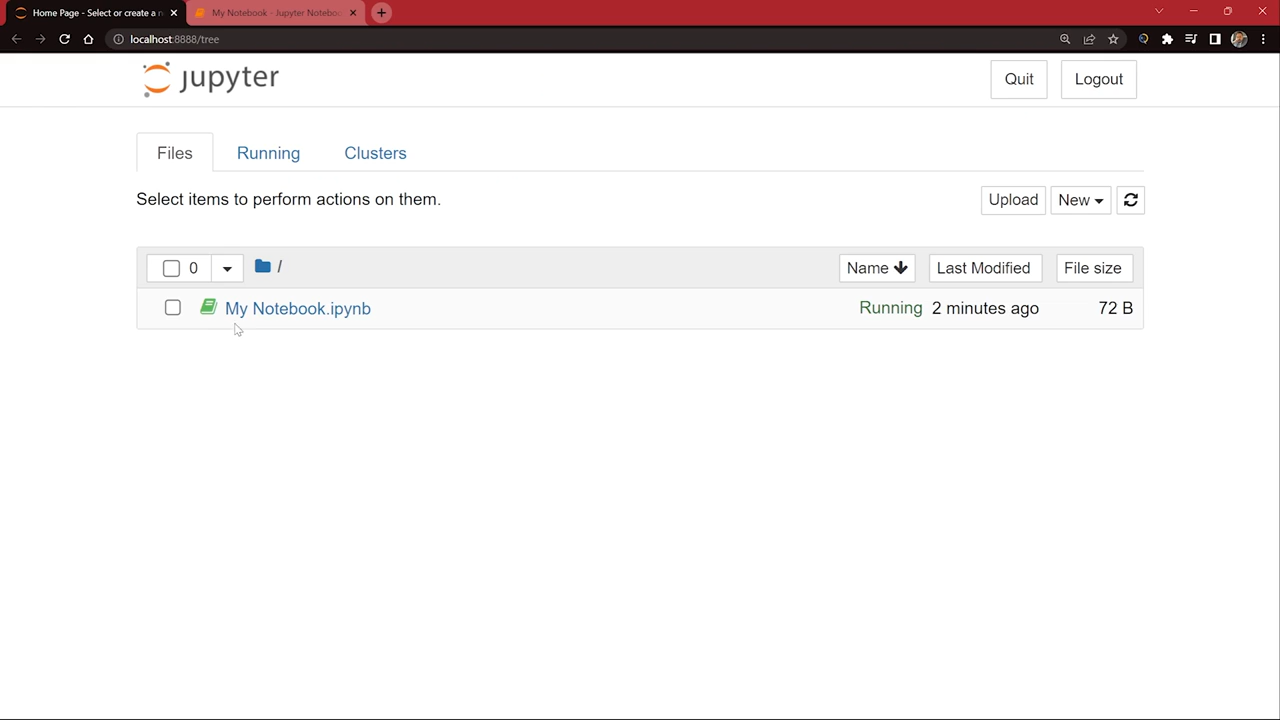 Home Page - Select or create a n
My Notebook - Jupyter Notebo
localhost:8888/tree
jupyter
Quit
Logout
Files
Running
Clusters
Select items to perform actions on them.
Upload
New
0
/
Name
Last Modified
File size
My Notebook.ipynb
Running
2 minutes ago
72 B